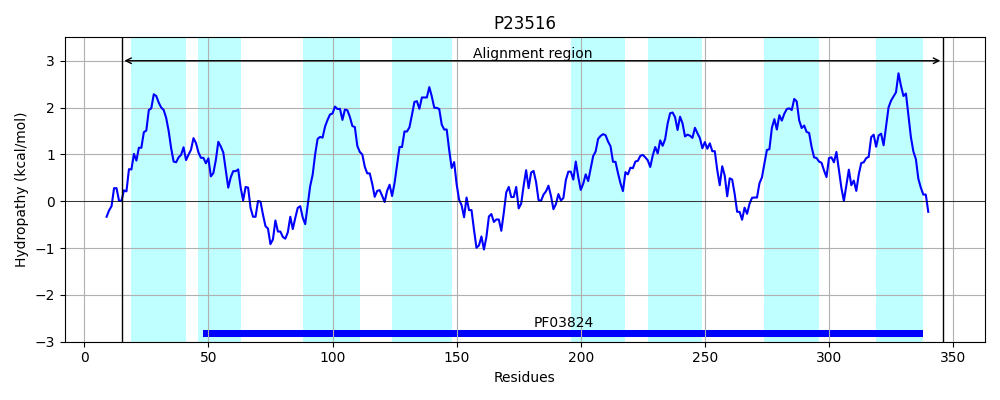 P23516
Alignment region
Hydropathy (kcal/mol)
3
2
1
0
−1
−2
−3
PF03824
0 50 100 150 200 250 300 350
Residues